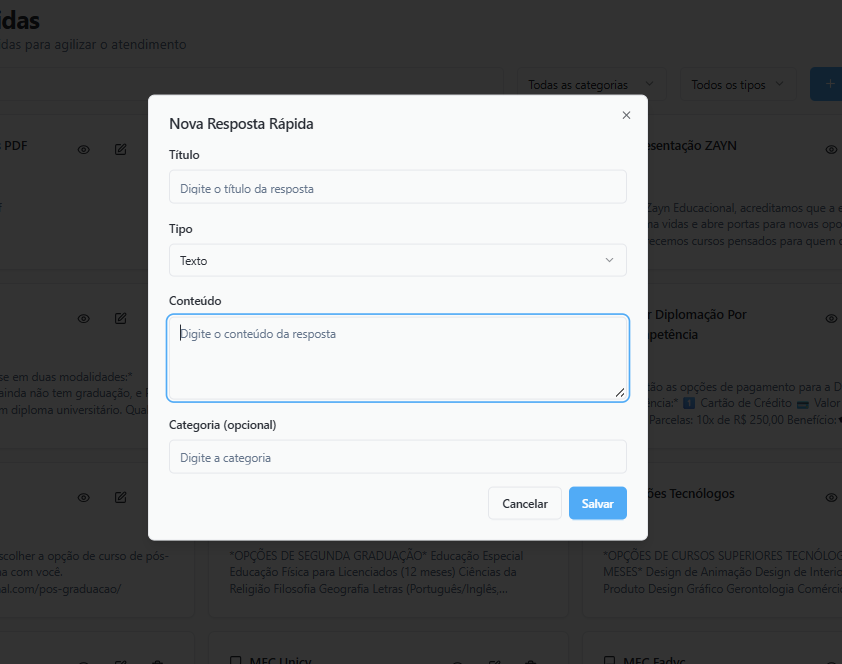 idas
das para agilizar o atendimento
Todas as categorias
Todos os tipos
+
PDF
esentação ZAYN
Zayn Educacional, acreditamos que a e
ma vidas e abre portas para novas opo
recemos cursos pensados para quem
Nova Resposta Rápida
Título
Digite o título da resposta
Tipo
Texto
Conteúdo
Digite o conteúdo da resposta
Categoria (opcional)
Digite a categoria
Cancelar
Salvar
r Diplomação Por
petência
se em duas modalidades:*
ainda não tem graduação, e
m diploma universitário. Qua
ão as opções de pagamento para a D
ência:* 1 Cartão de Crédito 💳 Valor
Parcelas: 10x de R$ 250,00 Benefício:
ões Tecnólogos
scolher a opção de curso de pós-
a com você.
al.com/pos-graduacao/
*OPÇÕES DE SEGUNDA GRADUAÇÃO* Educação Especial
Educação Física para Licenciados (12 meses) Ciências da
Religião Filosofia Geografia Letras (Português/Inglês,...
*OPÇÕES DE CURSOS SUPERIORES TECNÓLOG
MESES* Design de Animação Design de Interio
Produto Design Gráfico Gerontologia Comérci
MEC Unicv
MEC Fadyc